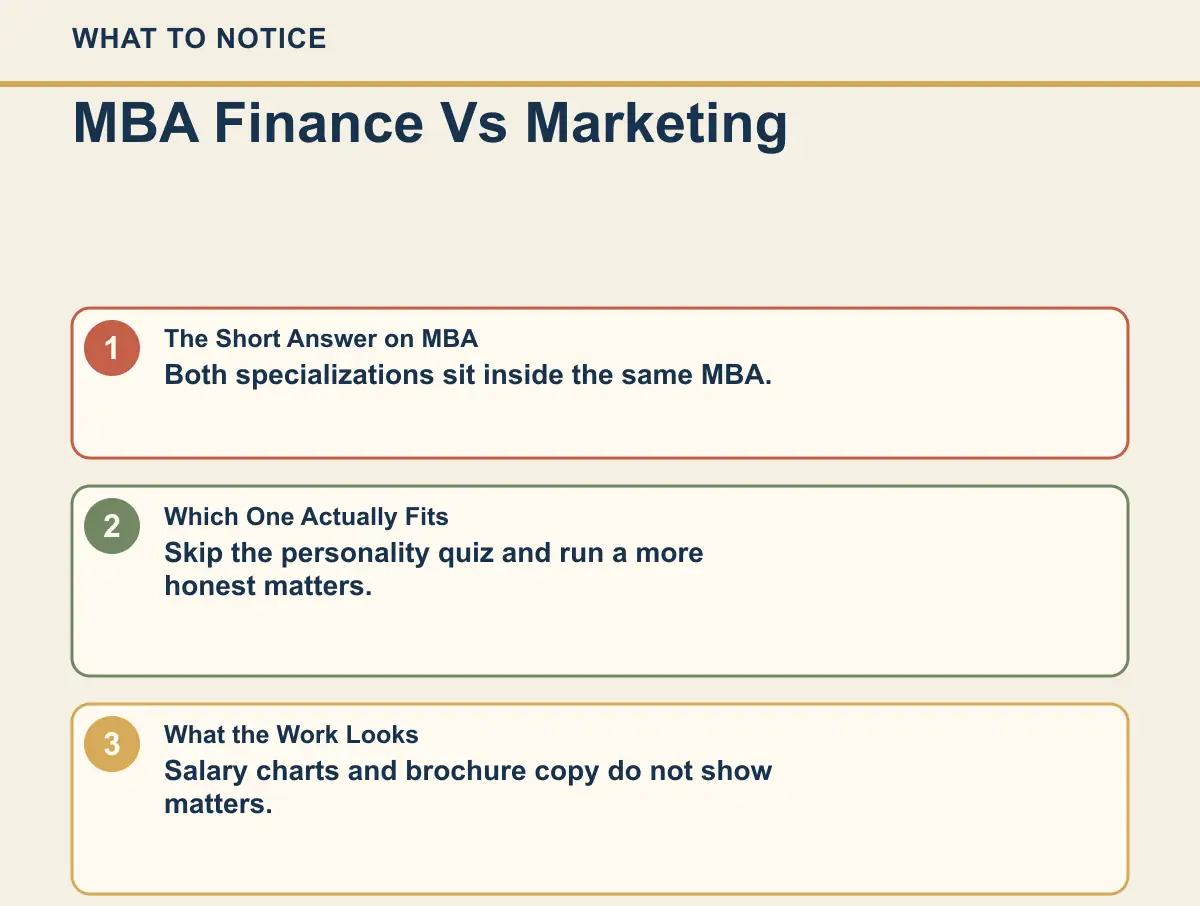 WHAT TO NOTICE
MBA Finance Vs Marketing
1
The Short Answer on MBA
Both specializations sit inside the same MBA.
2
Which One Actually Fits
Skip the personality quiz and run a more
honest matters.
3
What the Work Looks
Salary charts and brochure copy do not show
matters.